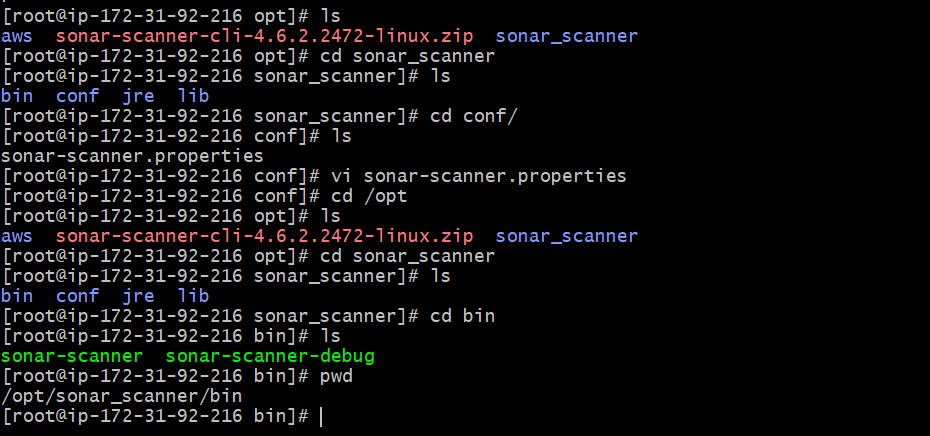 [root@ip-172-31-92-216 opt]# ls
aws  sonar-scanner-cli-4.6.2.2472-linux.zip  sonar_scanner
[root@ip-172-31-92-216 opt]# cd sonar_scanner
[root@ip-172-31-92-216 sonar_scanner]# ls
bin  conf  jre  lib
[root@ip-172-31-92-216 sonar_scanner]# cd conf/
[root@ip-172-31-92-216 conf]# ls
sonar-scanner.properties
[root@ip-172-31-92-216 conf]# vi sonar-scanner.properties
[root@ip-172-31-92-216 conf]# cd /opt
[root@ip-172-31-92-216 opt]# ls
aws  sonar-scanner-cli-4.6.2.2472-linux.zip  sonar_scanner
[root@ip-172-31-92-216 opt]# cd sonar_scanner
[root@ip-172-31-92-216 sonar_scanner]# ls
bin  conf  jre  lib
[root@ip-172-31-92-216 sonar_scanner]# cd bin
[root@ip-172-31-92-216 bin]# ls
sonar-scanner  sonar-scanner-debug
[root@ip-172-31-92-216 bin]# pwd
/opt/sonar_scanner/bin
[root@ip-172-31-92-216 bin]#